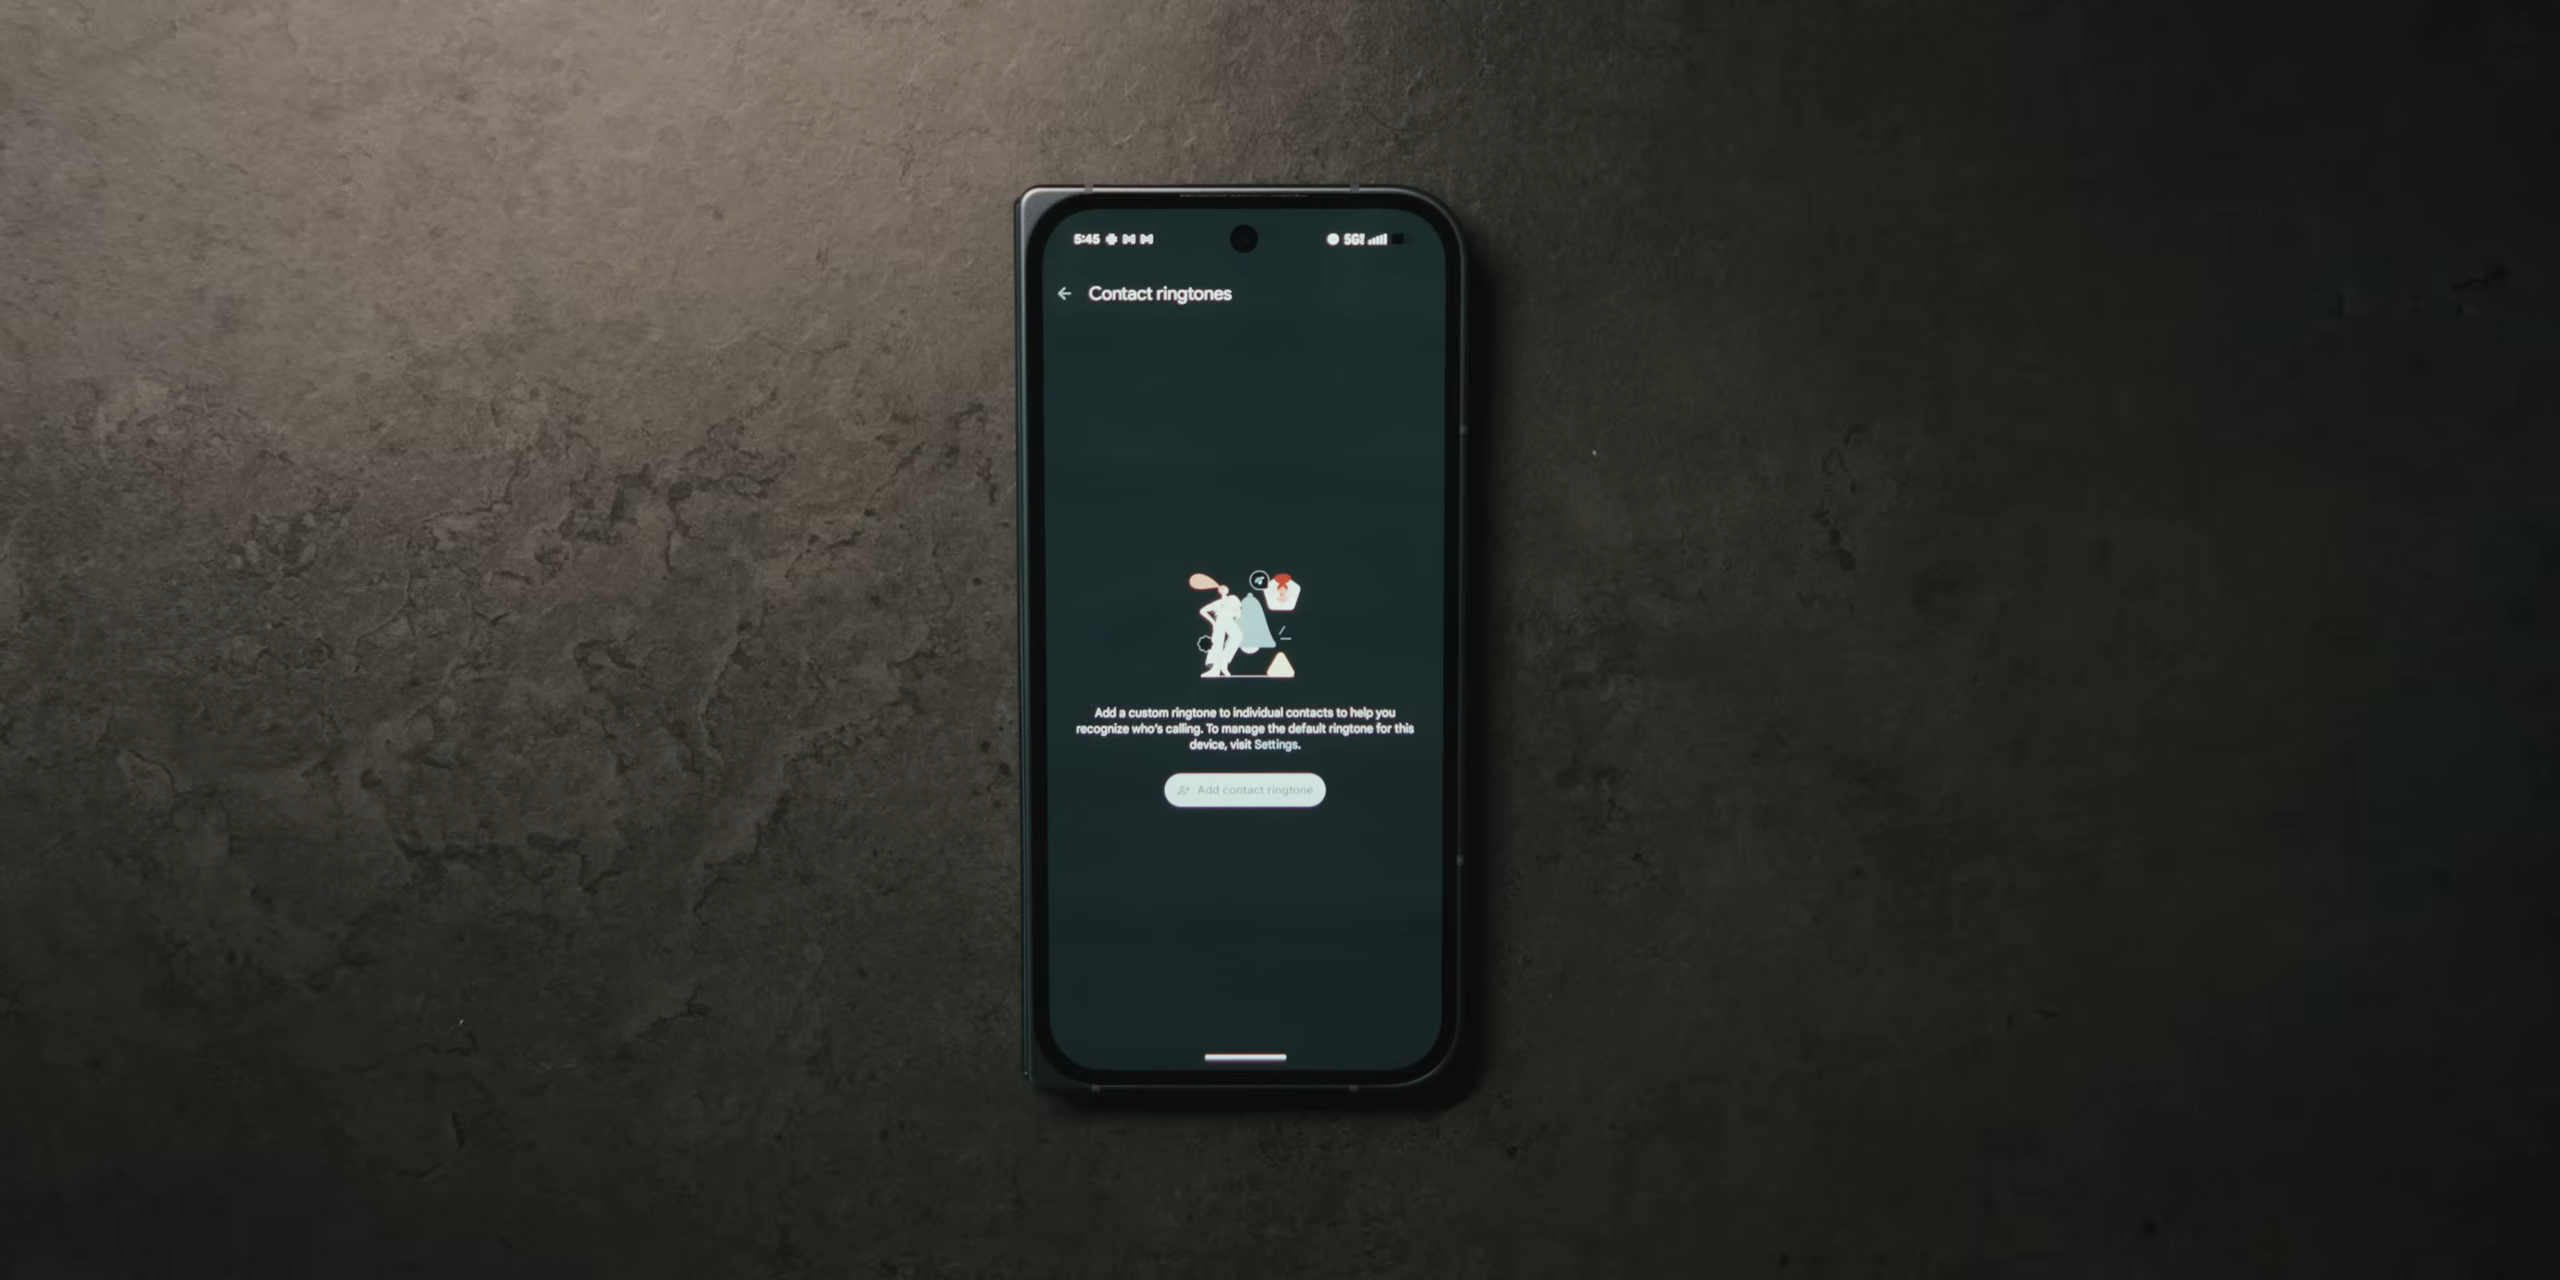 5:45
5G
Contact ringtones
Add a custom ringtone to individual contacts to help you
recognize who's calling. To manage the default ringtone for this
device, visit Settings.
Add contact ringtone